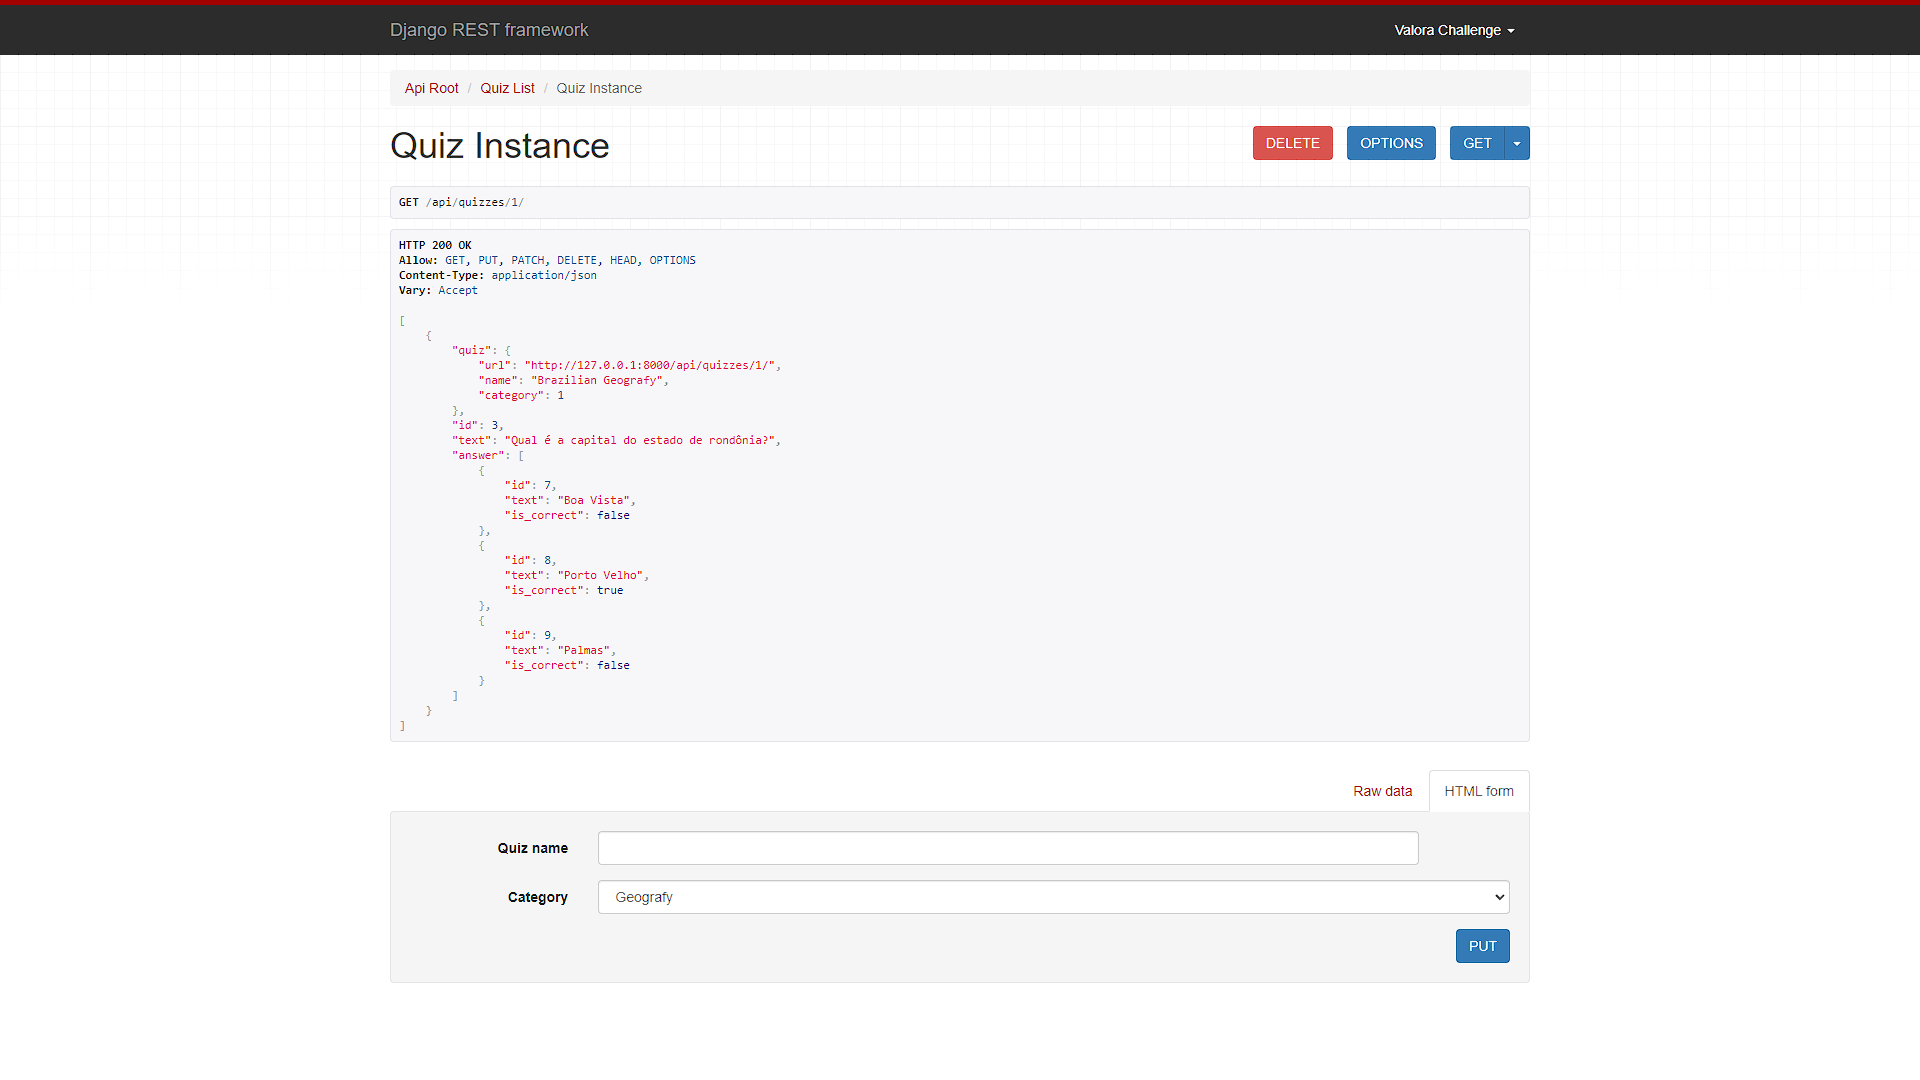 Django REST framework
Valora Challenge
Api Root / Quiz List / Quiz Instance
Quiz Instance
DELETE
OPTIONS
GET
GET /api/quizzes/1/
HTTP 200 OK
Allow: GET, PUT, PATCH, DELETE, HEAD, OPTIONS
Content-Type: application/json
Vary: Accept
[
    {
        "quiz": {
            "url": "http://127.0.0.1:8000/api/quizzes/1/",
            "name": "Brazilian Geografy",
            "category": 1
        },
        "id": 3,
        "text": "Qual é a capital do estado de rondônia?",
        "answer": [
            {
                "id": 7,
                "text": "Boa Vista",
                "is_correct": false
            },
            {
                "id": 8,
                "text": "Porto Velho",
                "is_correct": true
            },
            {
                "id": 9,
                "text": "Palmas",
                "is_correct": false
            }
        ]
    }
]
Raw data
HTML form
Quiz name
Category
Geografy
PUT